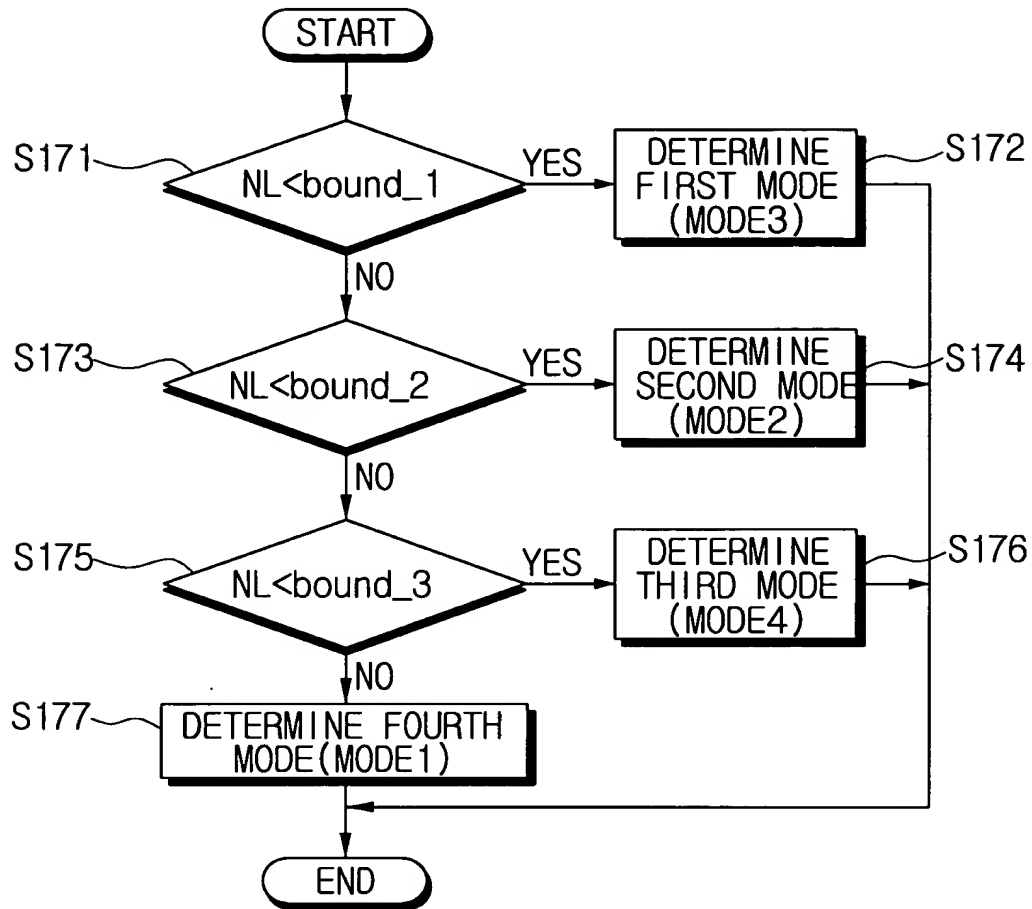 START
S171
NL<bound_1
YES
DETERMINE
FIRST MODE
(MODE3)
S172
NO
S173
NL<bound_2
YES
DETERMINE
SECOND MODE
(MODE2)
S174
NO
S175
NL<bound_3
YES
DETERMINE
THIRD MODE
(MODE4)
S176
NO
S177
DETERMINE FOURTH
MODE(MODE1)
END